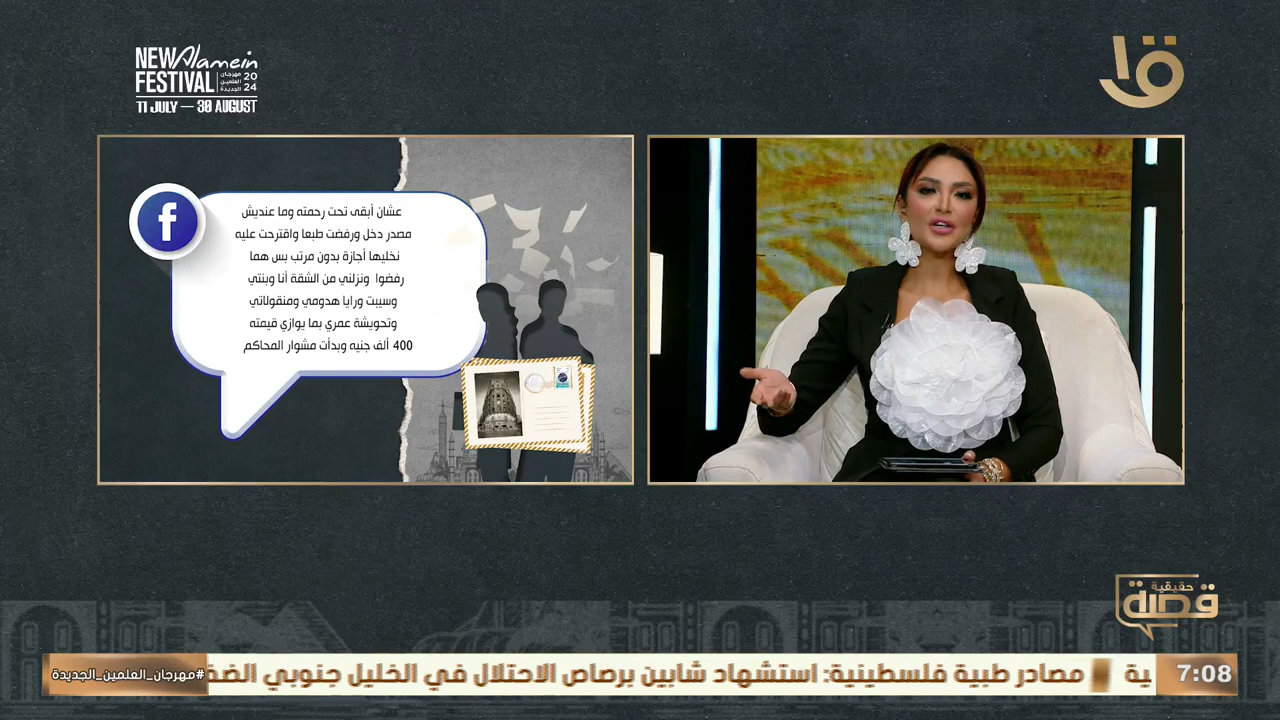 NEW Alamein
FESTIVAL
مهرجان
العلمين
الجديدة
2024
11 JULY — 30 AUGUST
f
عشان أبقى تحت رحمته وما عنديش
مصدر دخل ورفضت طبعا واقترحت عليه
نخليها أجازة بدون مرتب بس هما
رفضوا ونزلني من الشقة أنا وبنتي
وسيبت ورايا هدومي ومنقولاتي
وتحويشة عمري بما يوازي قيمته
400 ألف جنيه وبدأت مشوار المحاكم
قصة
حقيقية
7:08
ية
مصادر طبية فلسطينية: استشهاد شابين برصاص الاحتلال في الخليل جنوبي الضف
#مهرجان_العلمين_الجديدة